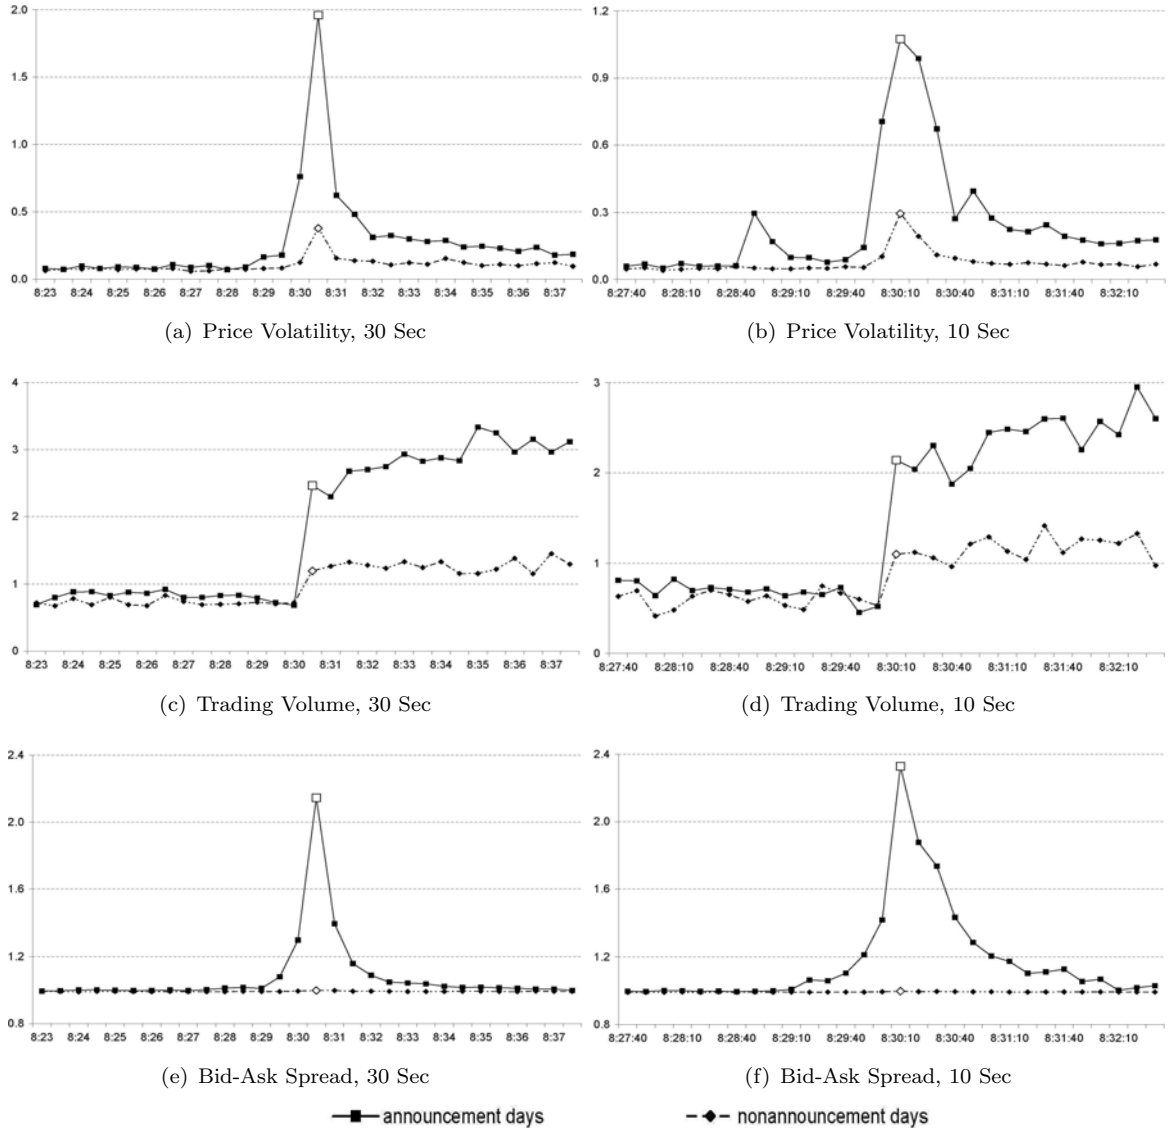 2.0
1.5
1.0
0.5
0.0
8:23 8:24 8:25 8:26 8:27 8:28 8:29 8:30 8:31 8:32 8:33 8:34 8:35 8:36 8:37
(a) Price Volatility, 30 Sec
1.2
0.9
0.6
0.3
0.0
8:27:40 8:28:10 8:28:40 8:29:10 8:29:40 8:30:10 8:30:40 8:31:10 8:31:40 8:32:10
(b) Price Volatility, 10 Sec
4
3
2
1
0
8:23 8:24 8:25 8:26 8:27 8:28 8:29 8:30 8:31 8:32 8:33 8:34 8:35 8:36 8:37
(c) Trading Volume, 30 Sec
3
2
1
0
8:27:40 8:28:10 8:28:40 8:29:10 8:29:40 8:30:10 8:30:40 8:31:10 8:31:40 8:32:10
(d) Trading Volume, 10 Sec
2.4
2.0
1.6
1.2
0.8
8:23 8:24 8:25 8:26 8:27 8:28 8:29 8:30 8:31 8:32 8:33 8:34 8:35 8:36 8:37
(e) Bid-Ask Spread, 30 Sec
2.4
2.0
1.6
1.2
0.8
8:27:40 8:28:10 8:28:40 8:29:10 8:29:40 8:30:10 8:30:40 8:31:10 8:31:40 8:32:10
(f) Bid-Ask Spread, 10 Sec
announcement days nonannouncement days